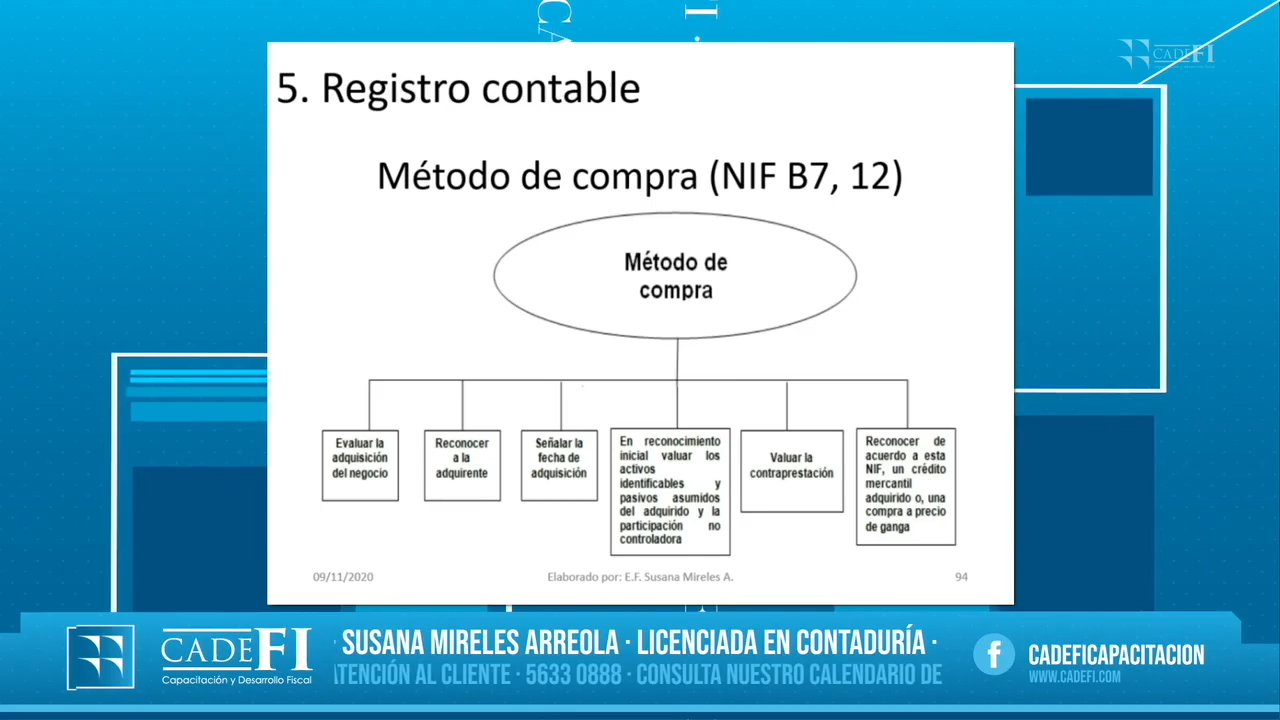 CADEFI
5. Registro contable
Método de compra (NIF B7, 12)
Método de
compra
Evaluar la
adquisición
del negocio
Reconocer
a la
adquirente
Señalar la
fecha de
adquisición
En reconocimiento
inicial valuar los
activos
identificables y
pasivos asumidos
del adquirido y la
participación no
controladora
Valuar la
contraprestación
Reconocer de
acuerdo a esta
NIF, un crédito
mercantil
adquirido o, una
compra a precio
de ganga
09/11/2020
Elaborado por: E.F. Susana Mireles A.
94
CADEFI
Capacitación y Desarrollo Fiscal
SUSANA MIRELES ARREOLA · LICENCIADA EN CONTADURÍA ·
ATENCIÓN AL CLIENTE · 5633 0888 · CONSULTA NUESTRO CALENDARIO DE
f
CADEFICAPACITACION
WWW.CADEFI.COM